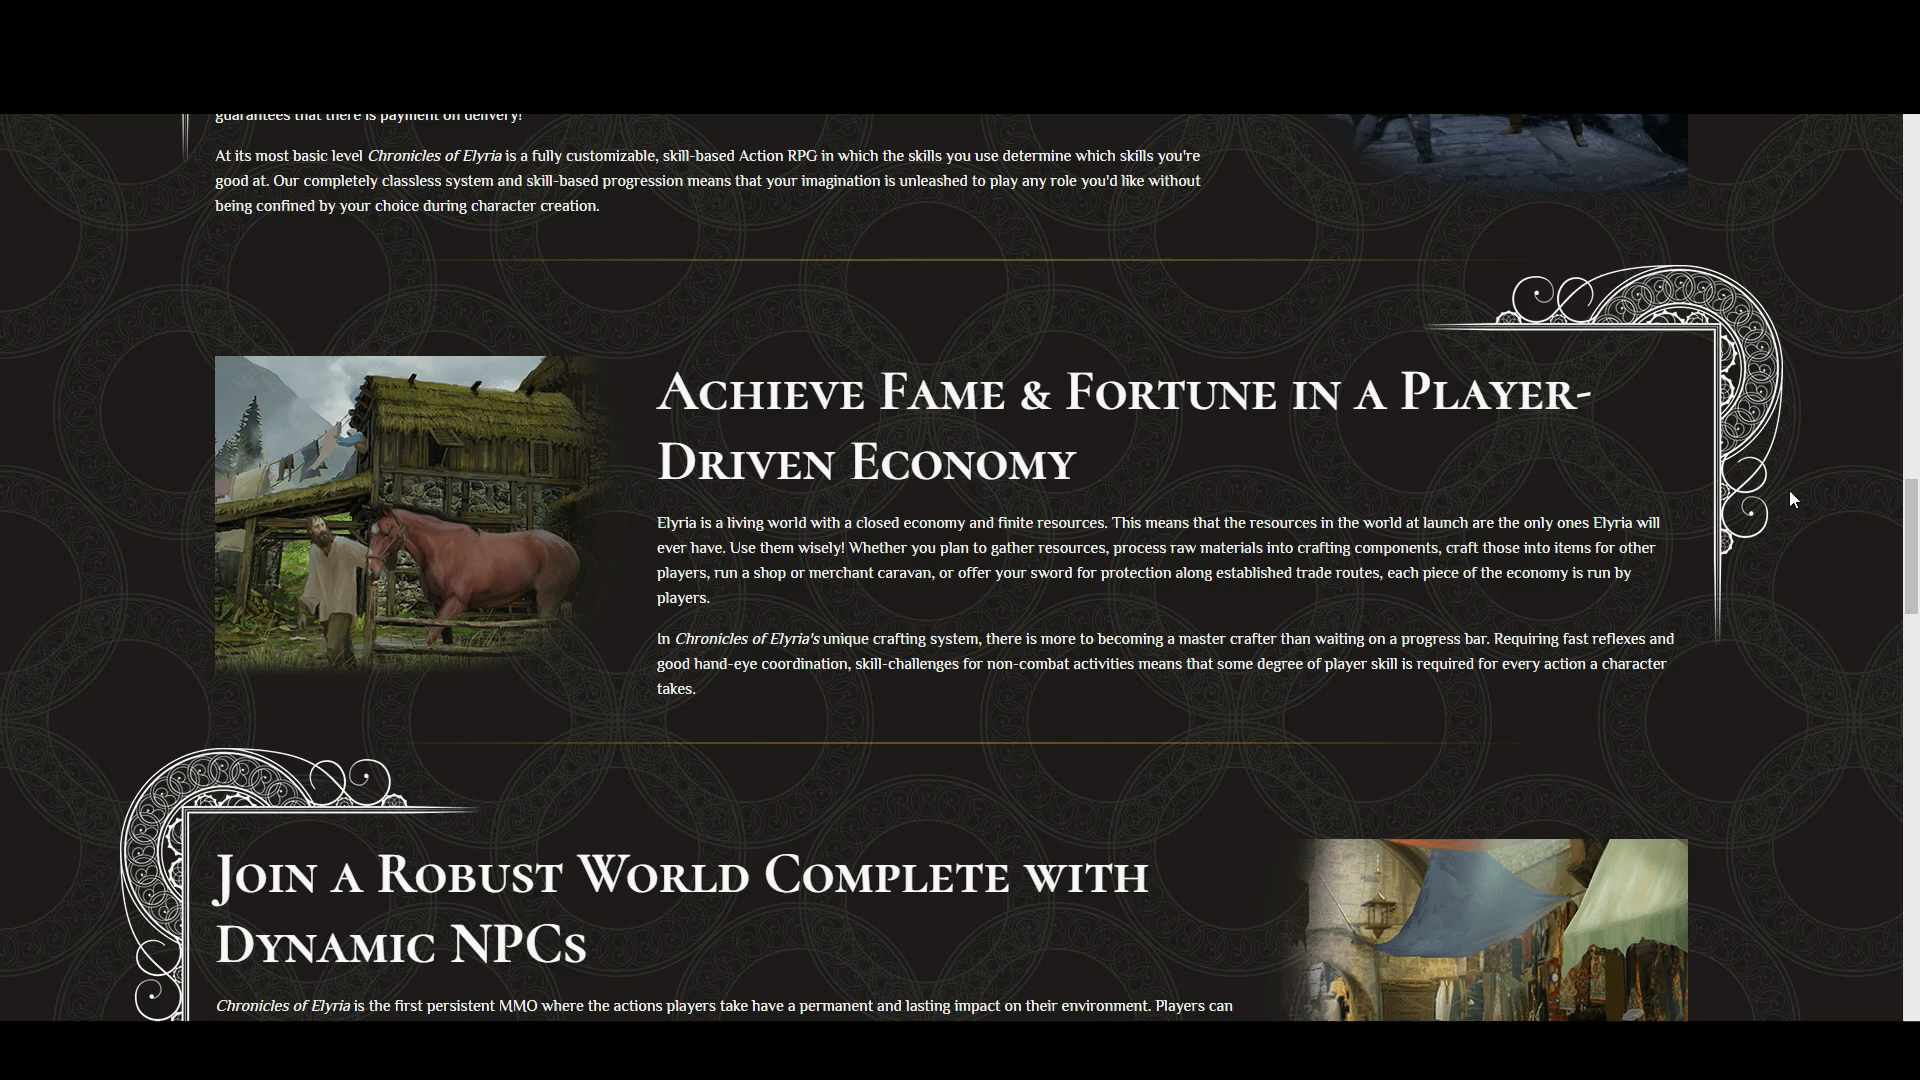 guarantees that there is payment on delivery!
At its most basic level Chronicles of Elyria is a fully customizable, skill-based Action RPG in which the skills you use determine which skills you're
good at. Our completely classless system and skill-based progression means that your imagination is unleashed to play any role you'd like without
being confined by your choice during character creation.
Achieve Fame & Fortune in a Player-
Driven Economy
Elyria is a living world with a closed economy and finite resources. This means that the resources in the world at launch are the only ones Elyria will
ever have. Use them wisely! Whether you plan to gather resources, process raw materials into crafting components, craft those into items for other
players, run a shop or merchant caravan, or offer your sword for protection along established trade routes, each piece of the economy is run by
players.
In Chronicles of Elyria's unique crafting system, there is more to becoming a master crafter than waiting on a progress bar. Requiring fast reflexes and
good hand-eye coordination, skill-challenges for non-combat activities means that some degree of player skill is required for every action a character
takes.
Join a Robust World Complete with
Dynamic NPCs
Chronicles of Elyria is the first persistent MMO where the actions players take have a permanent and lasting impact on their environment. Players can